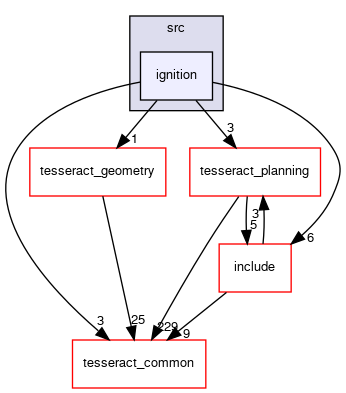 src
ignition
1
3
tesseract_geometry
tesseract_planning
3
5
6
include
3
25
229
9
tesseract_common